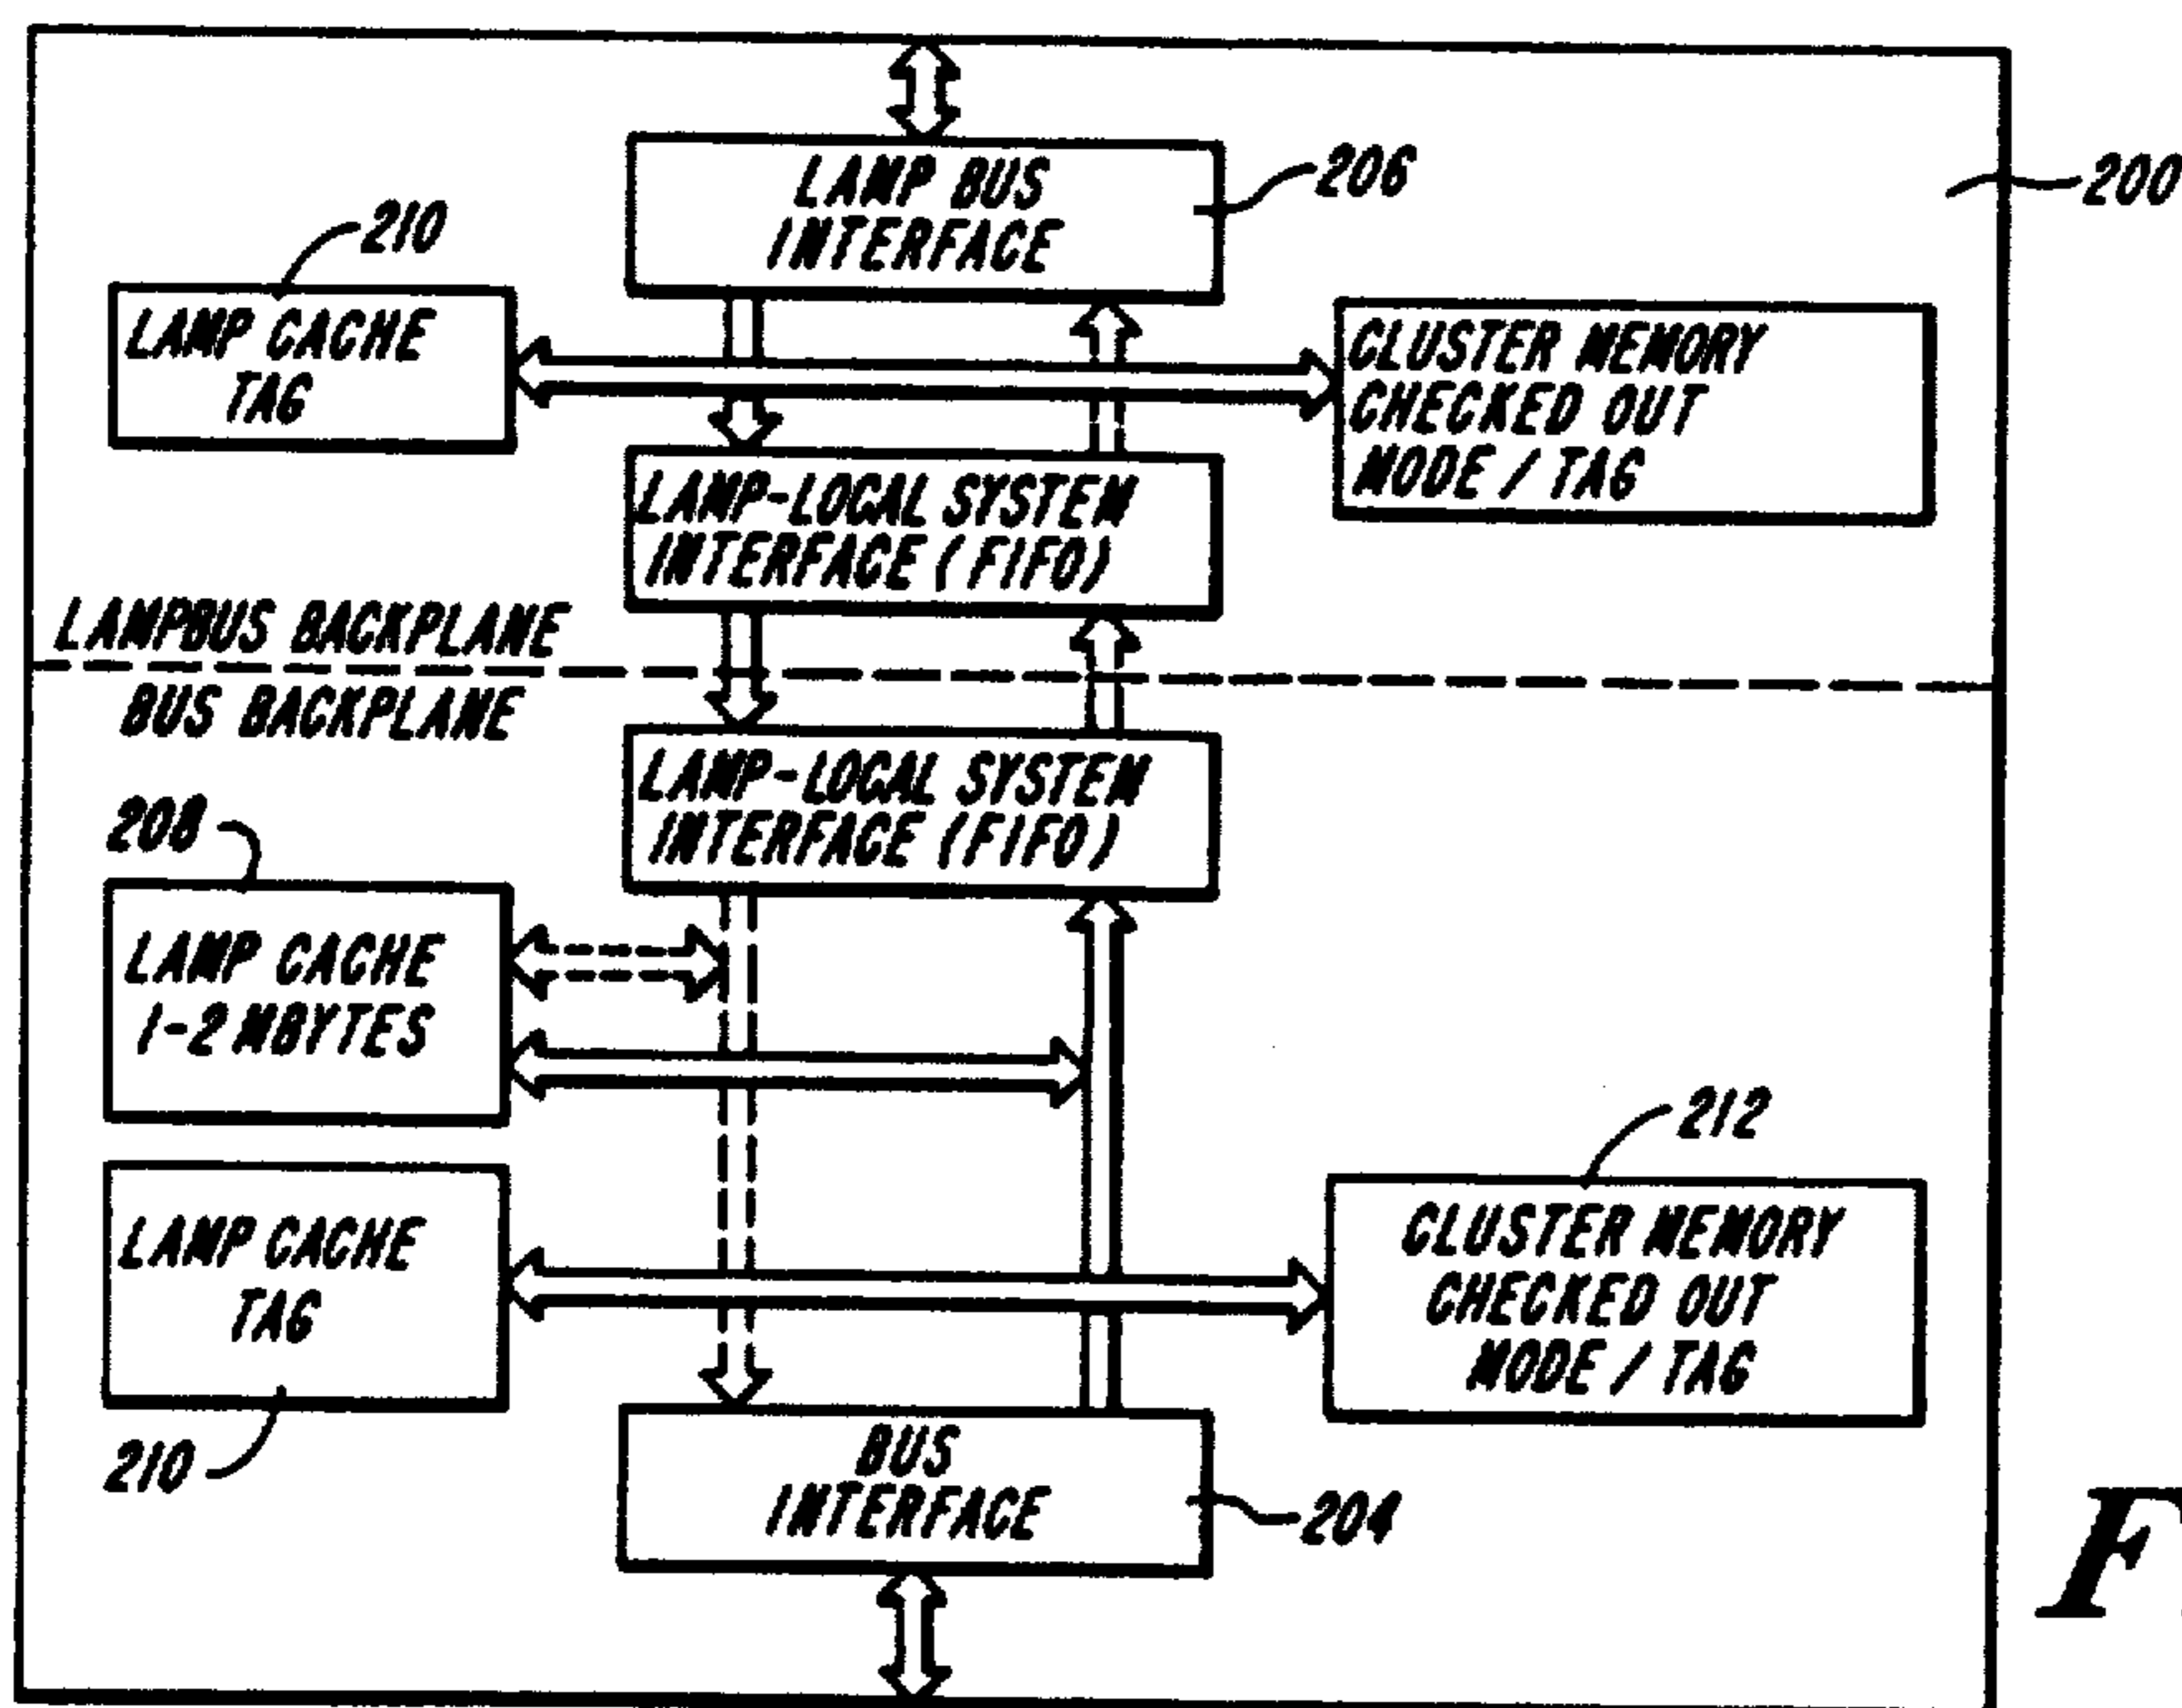 LAMP BUS
INTERFACE
206
200
210
LAMP CACHE
TAG
CLUSTER MEMORY
CHECKED OUT
MODE / TAG
LAMP-LOCAL SYSTEM
INTERFACE (FIFO)
LAMPBUS BACKPLANE
BUS BACKPLANE
LAMP-LOCAL SYSTEM
INTERFACE (FIFO)
208
LAMP CACHE
1-2 MBYTES
212
LAMP CACHE
TAG
CLUSTER MEMORY
CHECKED OUT
MODE / TAG
210
BUS
INTERFACE
204